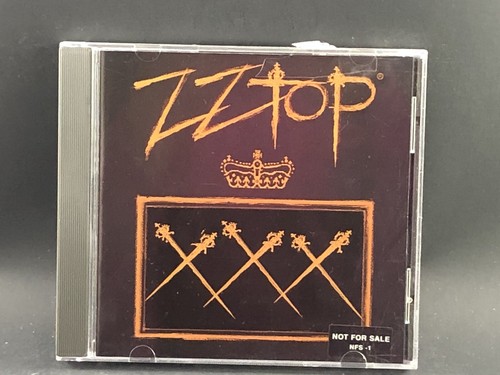 ZZ TOP®
NOT FOR SALE
NFS -1